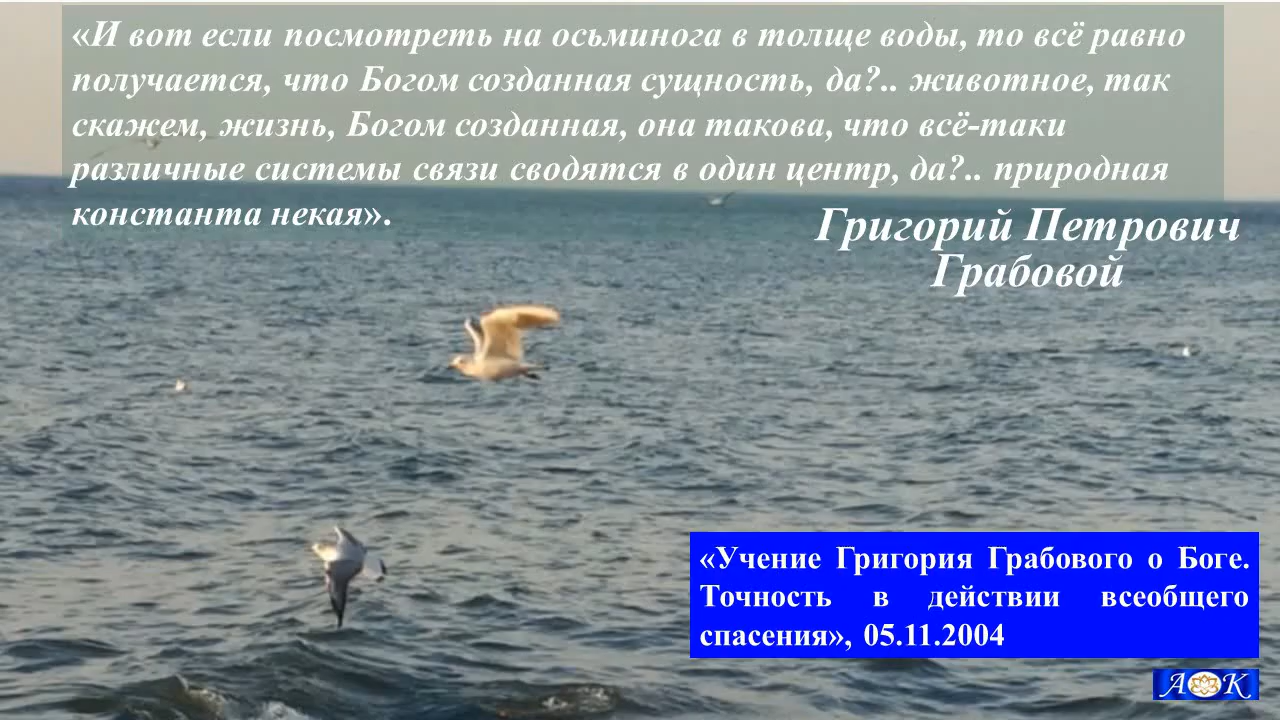 «И вот если посмотреть на осьминога в толще воды, то всё равно
получается, что Богом созданная сущность, да?.. животное, так
скажем, жизнь, Богом созданная, она такова, что всё-таки
различные системы связи сводятся в один центр, да?.. природная
константа некая».
Григорий Петрович
Грабовой
«Учение Григория Грабового о Боге.
Точность в действии всеобщего
спасения», 05.11.2004
А Ж К